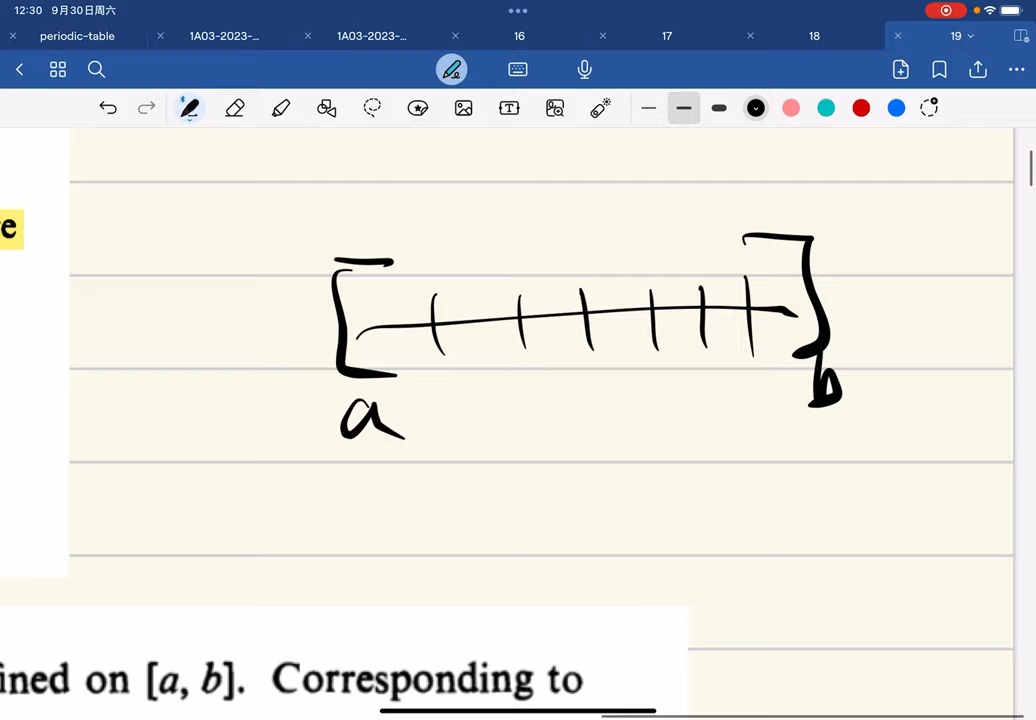 12:30 9月30日周六
periodic-table 1A03-2023-... 1A03-2023-... 16 17 18 19
a b
ined on [a, b]. Corresponding to